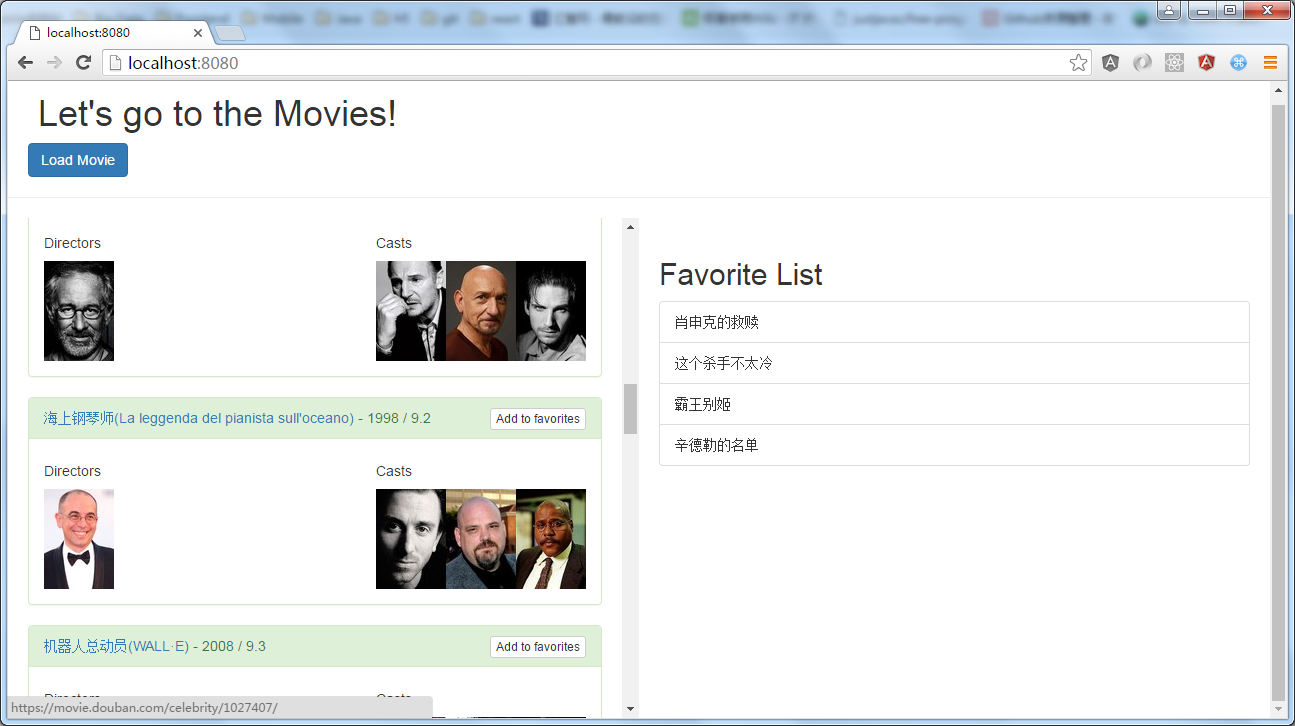 localhost:8080
localhost:8080
Let's go to the Movies!
Load Movie
Directors
Casts
海上钢琴师(La leggenda del pianista sull'oceano) - 1998 / 9.2
Add to favorites
Directors
Casts
机器人总动员(WALL·E) - 2008 / 9.3
Add to favorites
Directors
Casts
Favorite List
肖申克的救赎
这个杀手不太冷
霸王别姬
辛德勒的名单
https://movie.douban.com/celebrity/1027407/